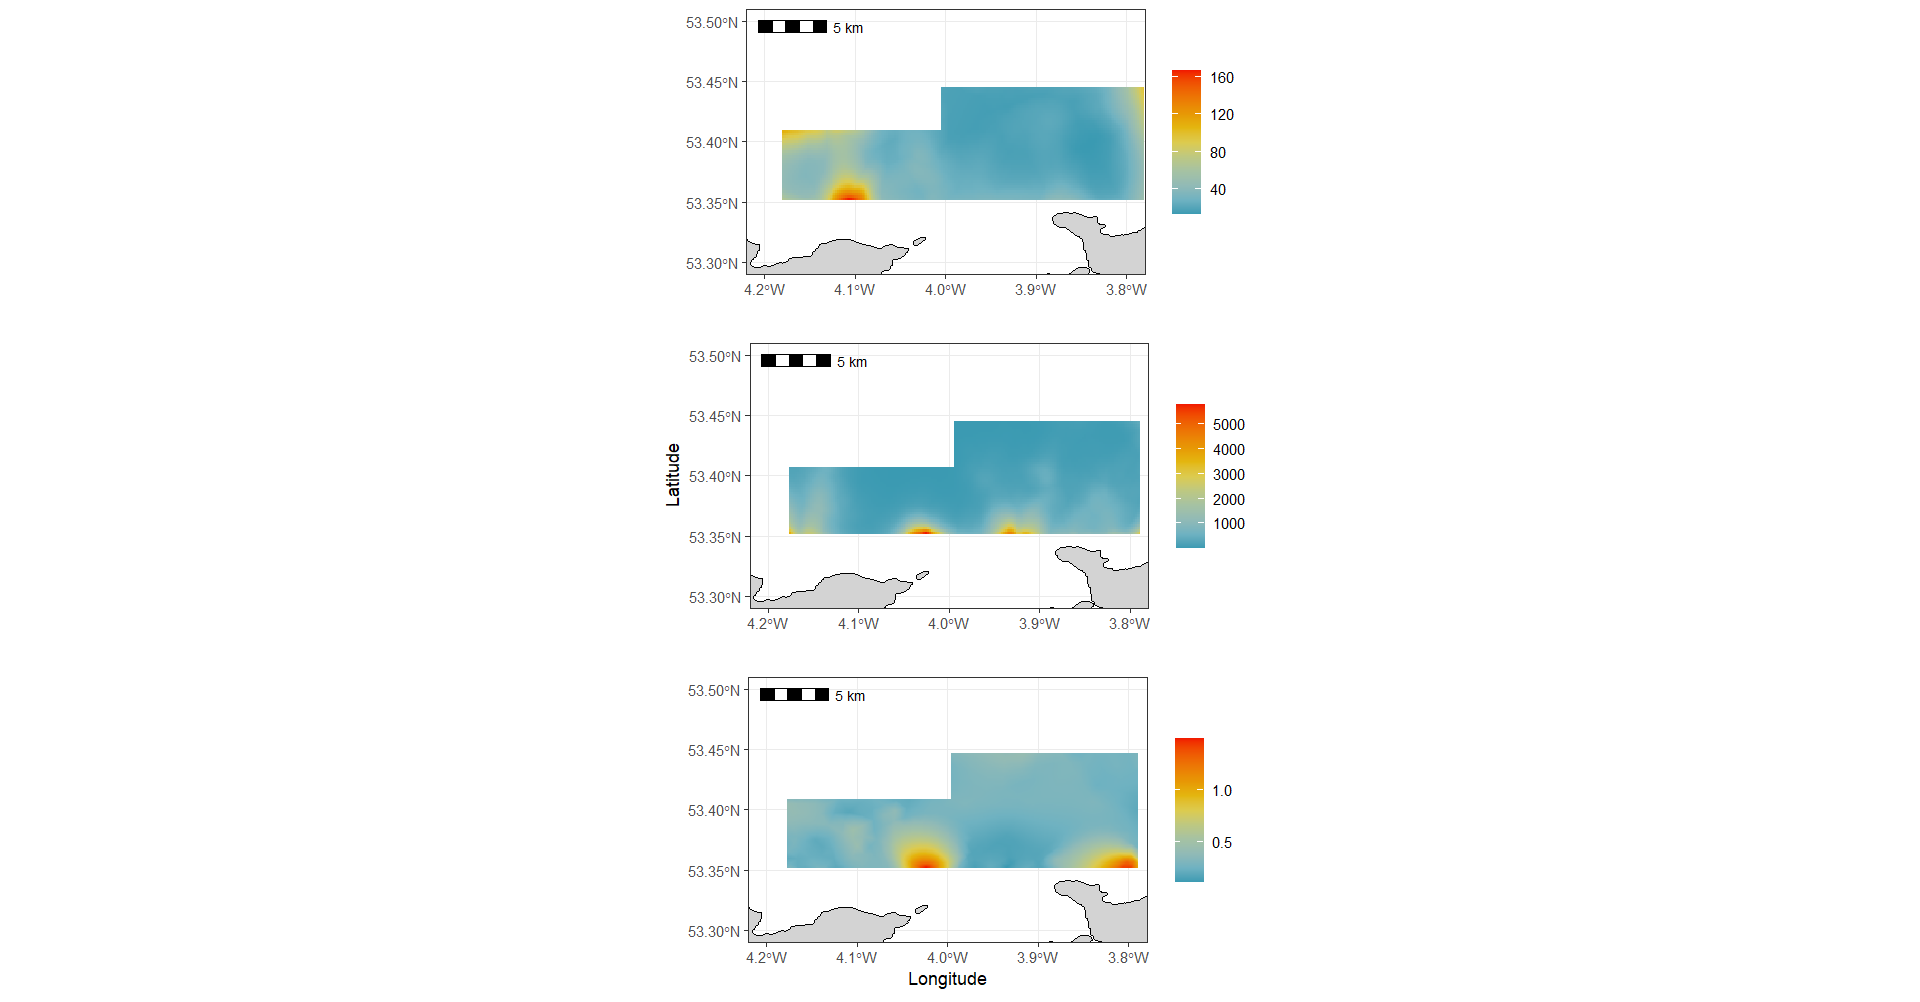 53.50°N
53.45°N
53.40°N
53.35°N
53.30°N
5 km
4.2°W 4.1°W 4.0°W 3.9°W 3.8°W
160
120
80
40
Latitude
53.50°N
53.45°N
53.40°N
53.35°N
53.30°N
5 km
4.2°W 4.1°W 4.0°W 3.9°W 3.8°W
5000
4000
3000
2000
1000
53.50°N
53.45°N
53.40°N
53.35°N
53.30°N
5 km
4.2°W 4.1°W 4.0°W 3.9°W 3.8°W
1.0
0.5
Longitude